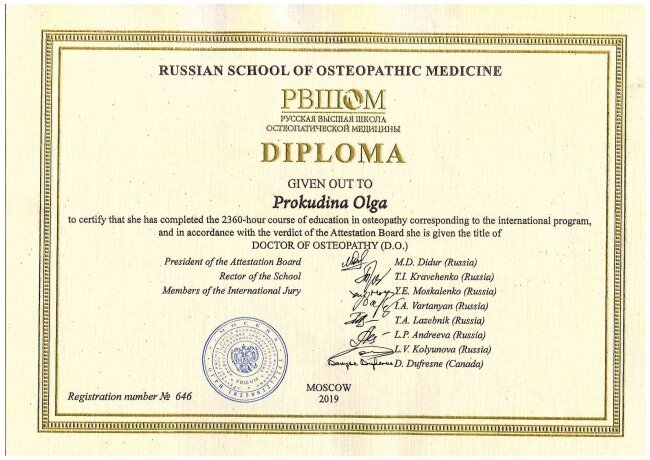 RUSSIAN SCHOOL OF OSTEOPATHIC MEDICINE
РВШОМ
РУССКАЯ ВЫСШАЯ ШКОЛА
ОСТЕОПАТИЧЕСКОЙ МЕДИЦИНЫ
DIPLOMA
GIVEN OUT TO
Prokudina Olga
to certify that she has completed the 2360-hour course of education in osteopathy corresponding to the international program,
and in accordance with the verdict of the Attestation Board she is given the title of
DOCTOR OF OSTEOPATHY (D.O.)
President of the Attestation Board M.D. Didur (Russia)
Rector of the School T.I. Kravchenko (Russia)
Members of the International Jury Y.E. Moskalenko (Russia)
I.A. Vartanyan (Russia)
T.A. Lazebnik (Russia)
L.P. Andreeva (Russia)
L.V. Kolyunova (Russia)
D. Dufresne (Canada)
МОСКВА
РВШОМ
Registration number № 646
MOSCOW
2019